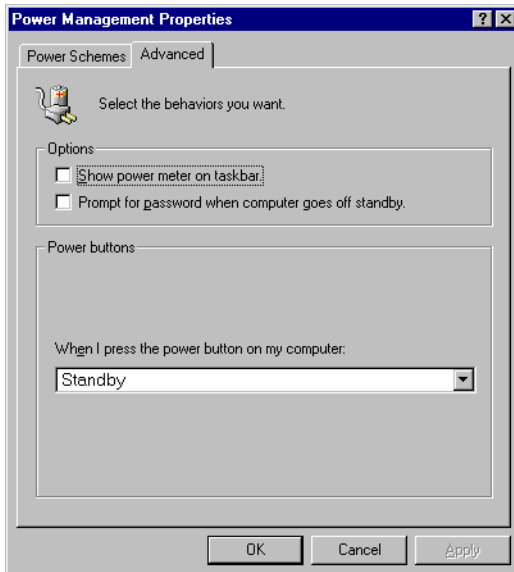 Power Management Properties
Power Schemes
Advanced
Select the behaviors you want.
Options
Show power meter on taskbar.
Prompt for password when computer goes off standby.
Power buttons
When I press the power button on my computer:
Standby
OK
Cancel
Apply